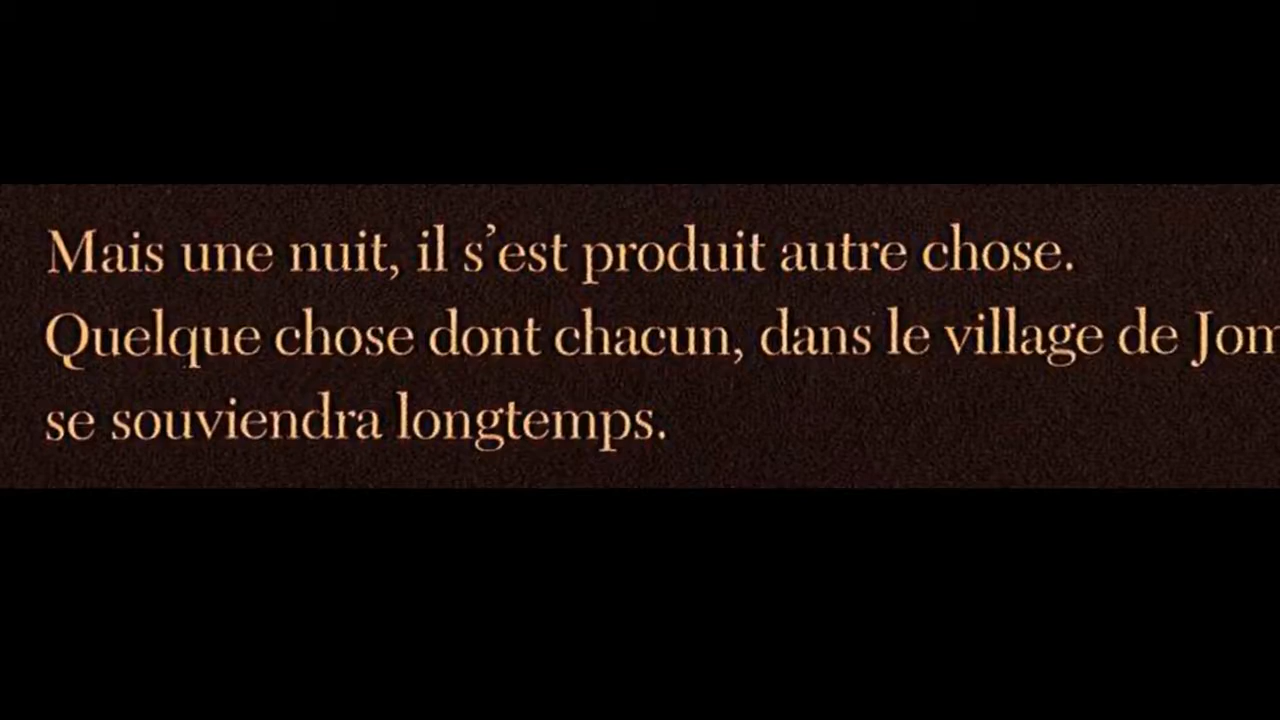 Mais une nuit, il s’est produit autre chose.
Quelque chose dont chacun, dans le village de
se souviendra longtemps.